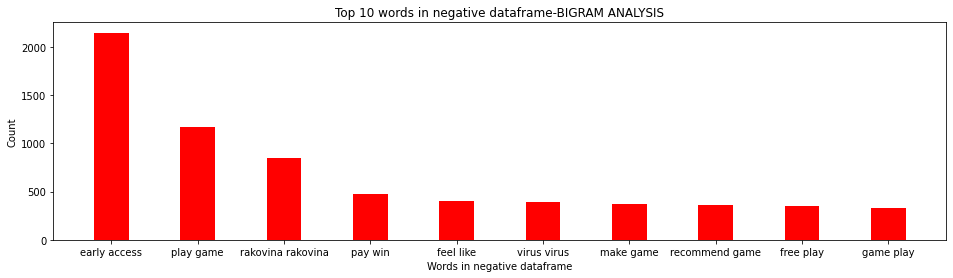 Top 10 words in negative dataframe-BIGRAM ANALYSIS
2000
1500
1000
500
0
Count
early access play game rakovina rakovina pay win feel like virus virus make game recommend game free play game play
Words in negative dataframe